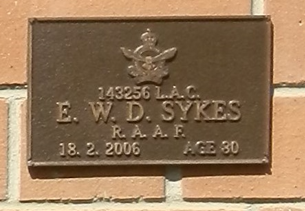 143256 L.A.C.
E. W. D. SYKES
R. A. A. F.
18. 2. 2006 AGE 80